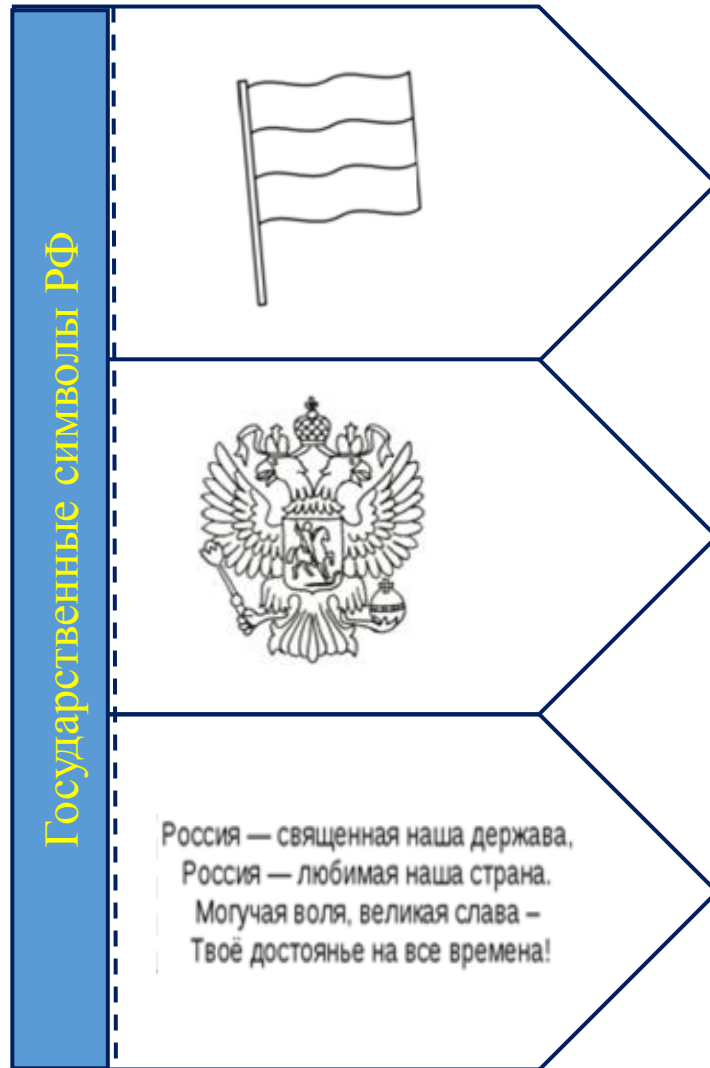 Государственные символы РФ
Россия — священная наша держава,
Россия — любимая наша страна.
Могучая воля, великая слава –
Твоё достоянье на все времена!